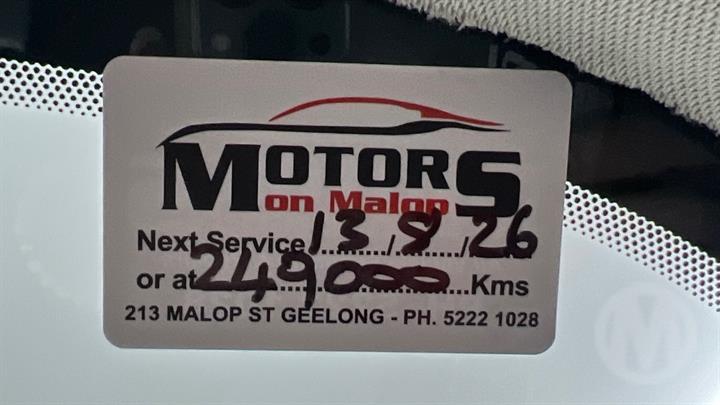 MOTORS
on Malop
Next Service 13/8/26
or at 249000 Kms
213 MALOP ST GEELONG - PH. 5222 1028
M